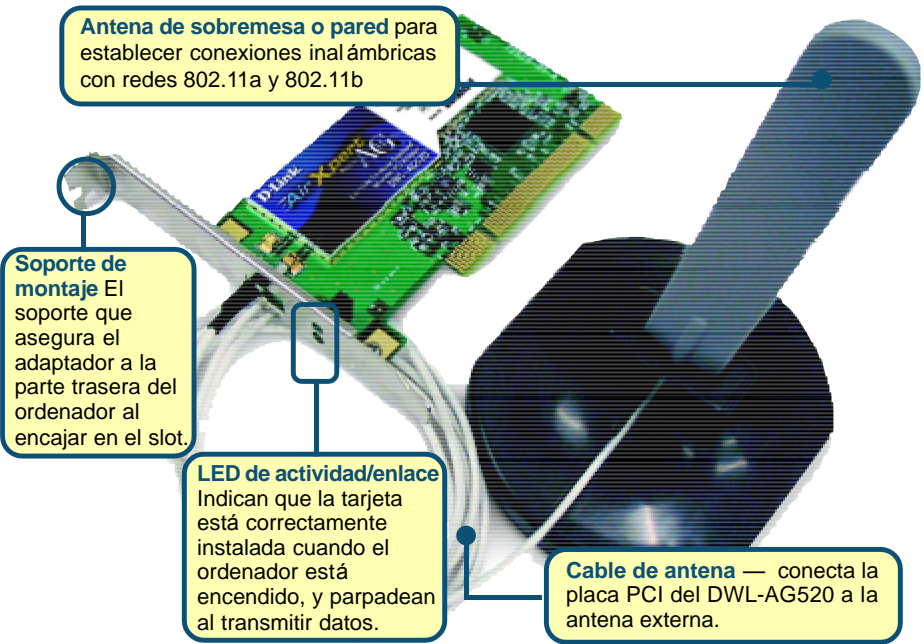 Antena de sobremesa o pared para
establecer conexiones inalámbricas
con redes 802.11a y 802.11b
D-Link
Air Xpert
AG
Soporte de
montaje El
soporte que
asegura el
adaptador a la
parte trasera del
ordenador al
encajar en el slot.
LED de actividad/enlace
Indican que la tarjeta
está correctamente
instalada cuando el
ordenador está
encendido, y parpadean
al transmitir datos.
Cable de antena — conecta la
placa PCI del DWL-AG520 a la
antena externa.